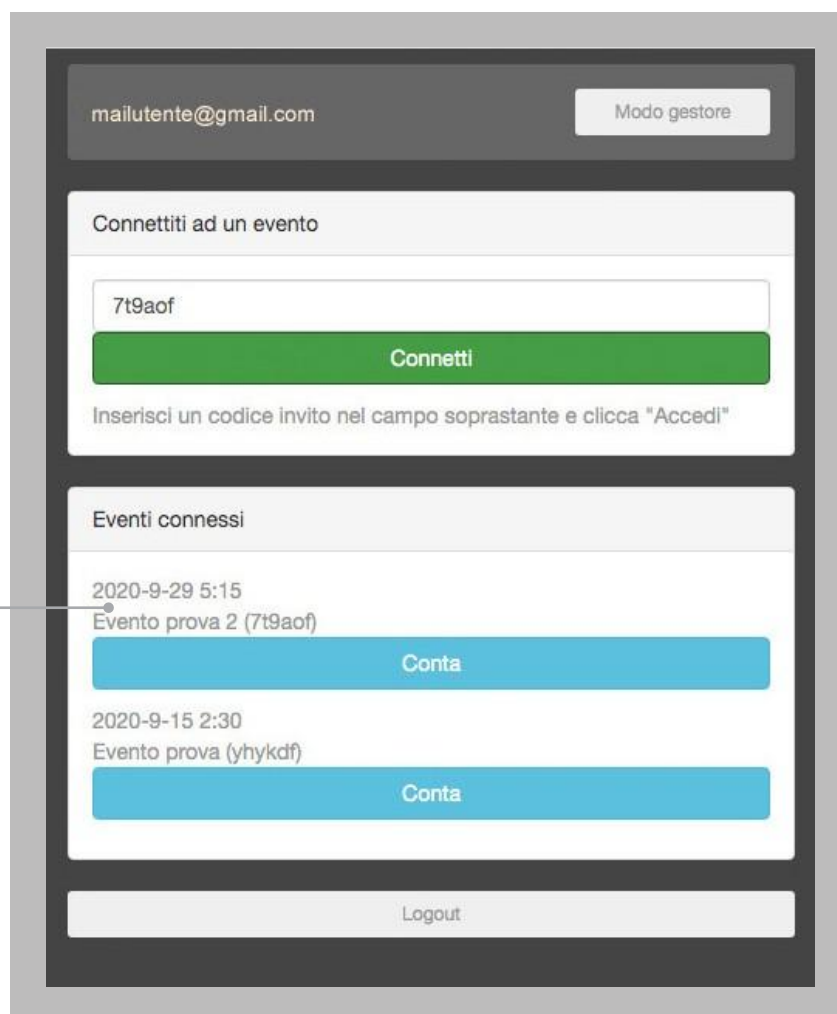 mailutente@gmail.com
Modo gestore
Connettiti ad un evento
7t9aof
Connetti
Inserisci un codice invito nel campo soprastante e clicca "Accedi"
Eventi connessi
2020-9-29 5:15
Evento prova 2 (7t9aof)
Conta
2020-9-15 2:30
Evento prova (yhykdf)
Conta
Logout